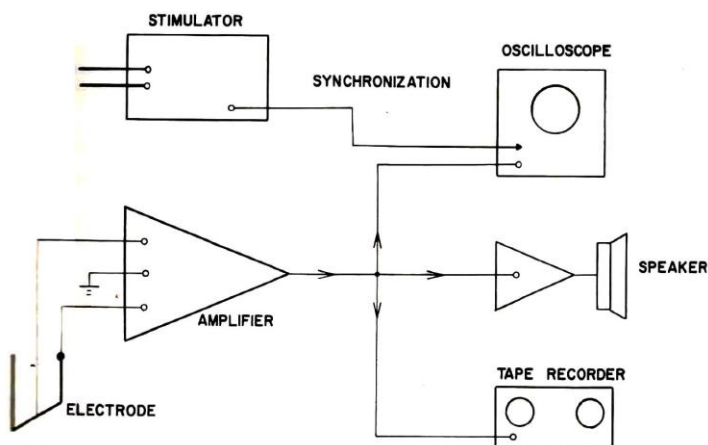 STIMULATOR
OSCILLOSCOPE
SYNCHRONIZATION
SPEAKER
AMPLIFIER
TAPE RECORDER
ELECTRODE